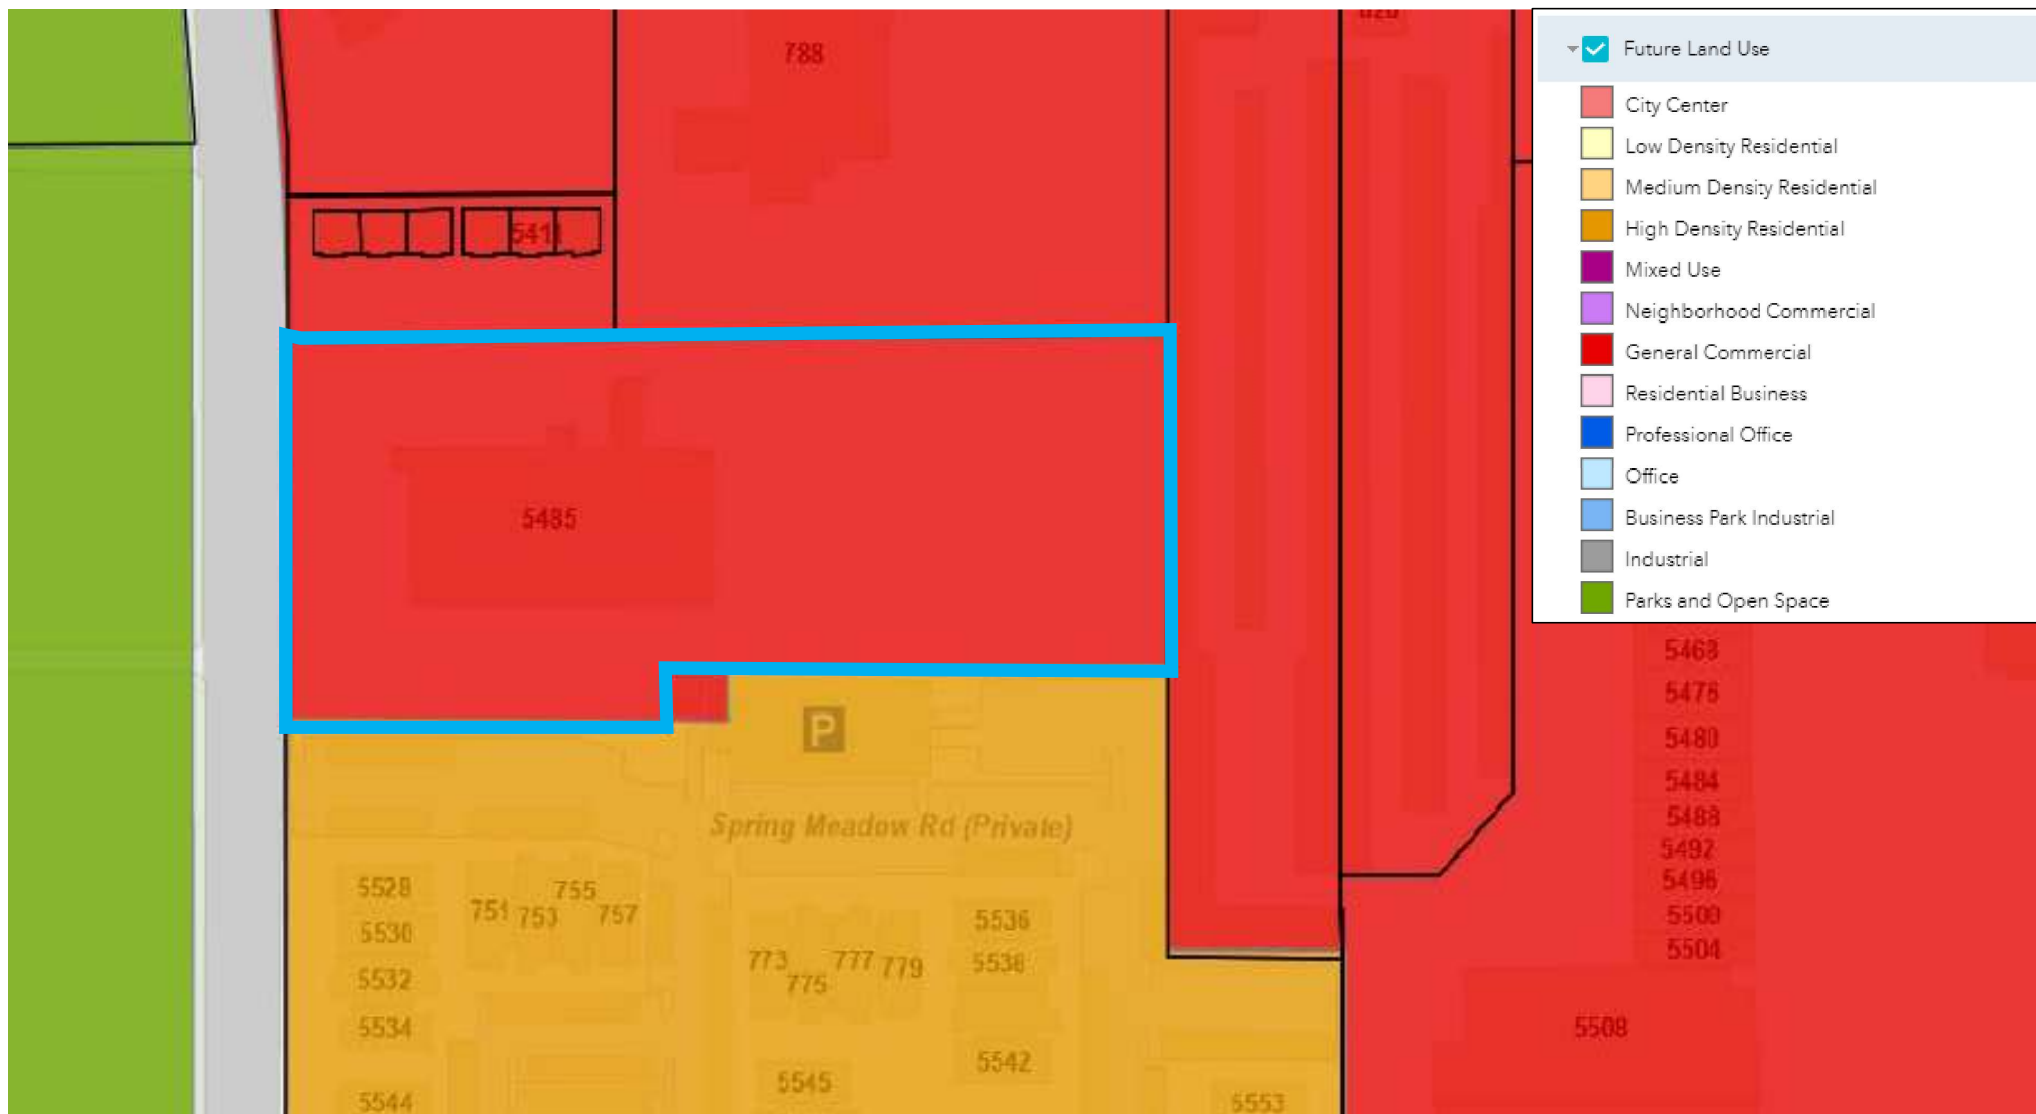 788
Future Land Use
City Center
Low Density Residential
Medium Density Residential
High Density Residential
Mixed Use
Neighborhood Commercial
General Commercial
Residential Business
Professional Office
Office
Business Park Industrial
Industrial
Parks and Open Space
5411
5485
5468
5476
5480
5484
5488
5492
5496
5500
5504
P
Spring Meadow Rd (Private)
5528
5530
5532
5534
5544
751
753
755
757
773
775
777
779
5536
5538
5542
5545
5553
5508